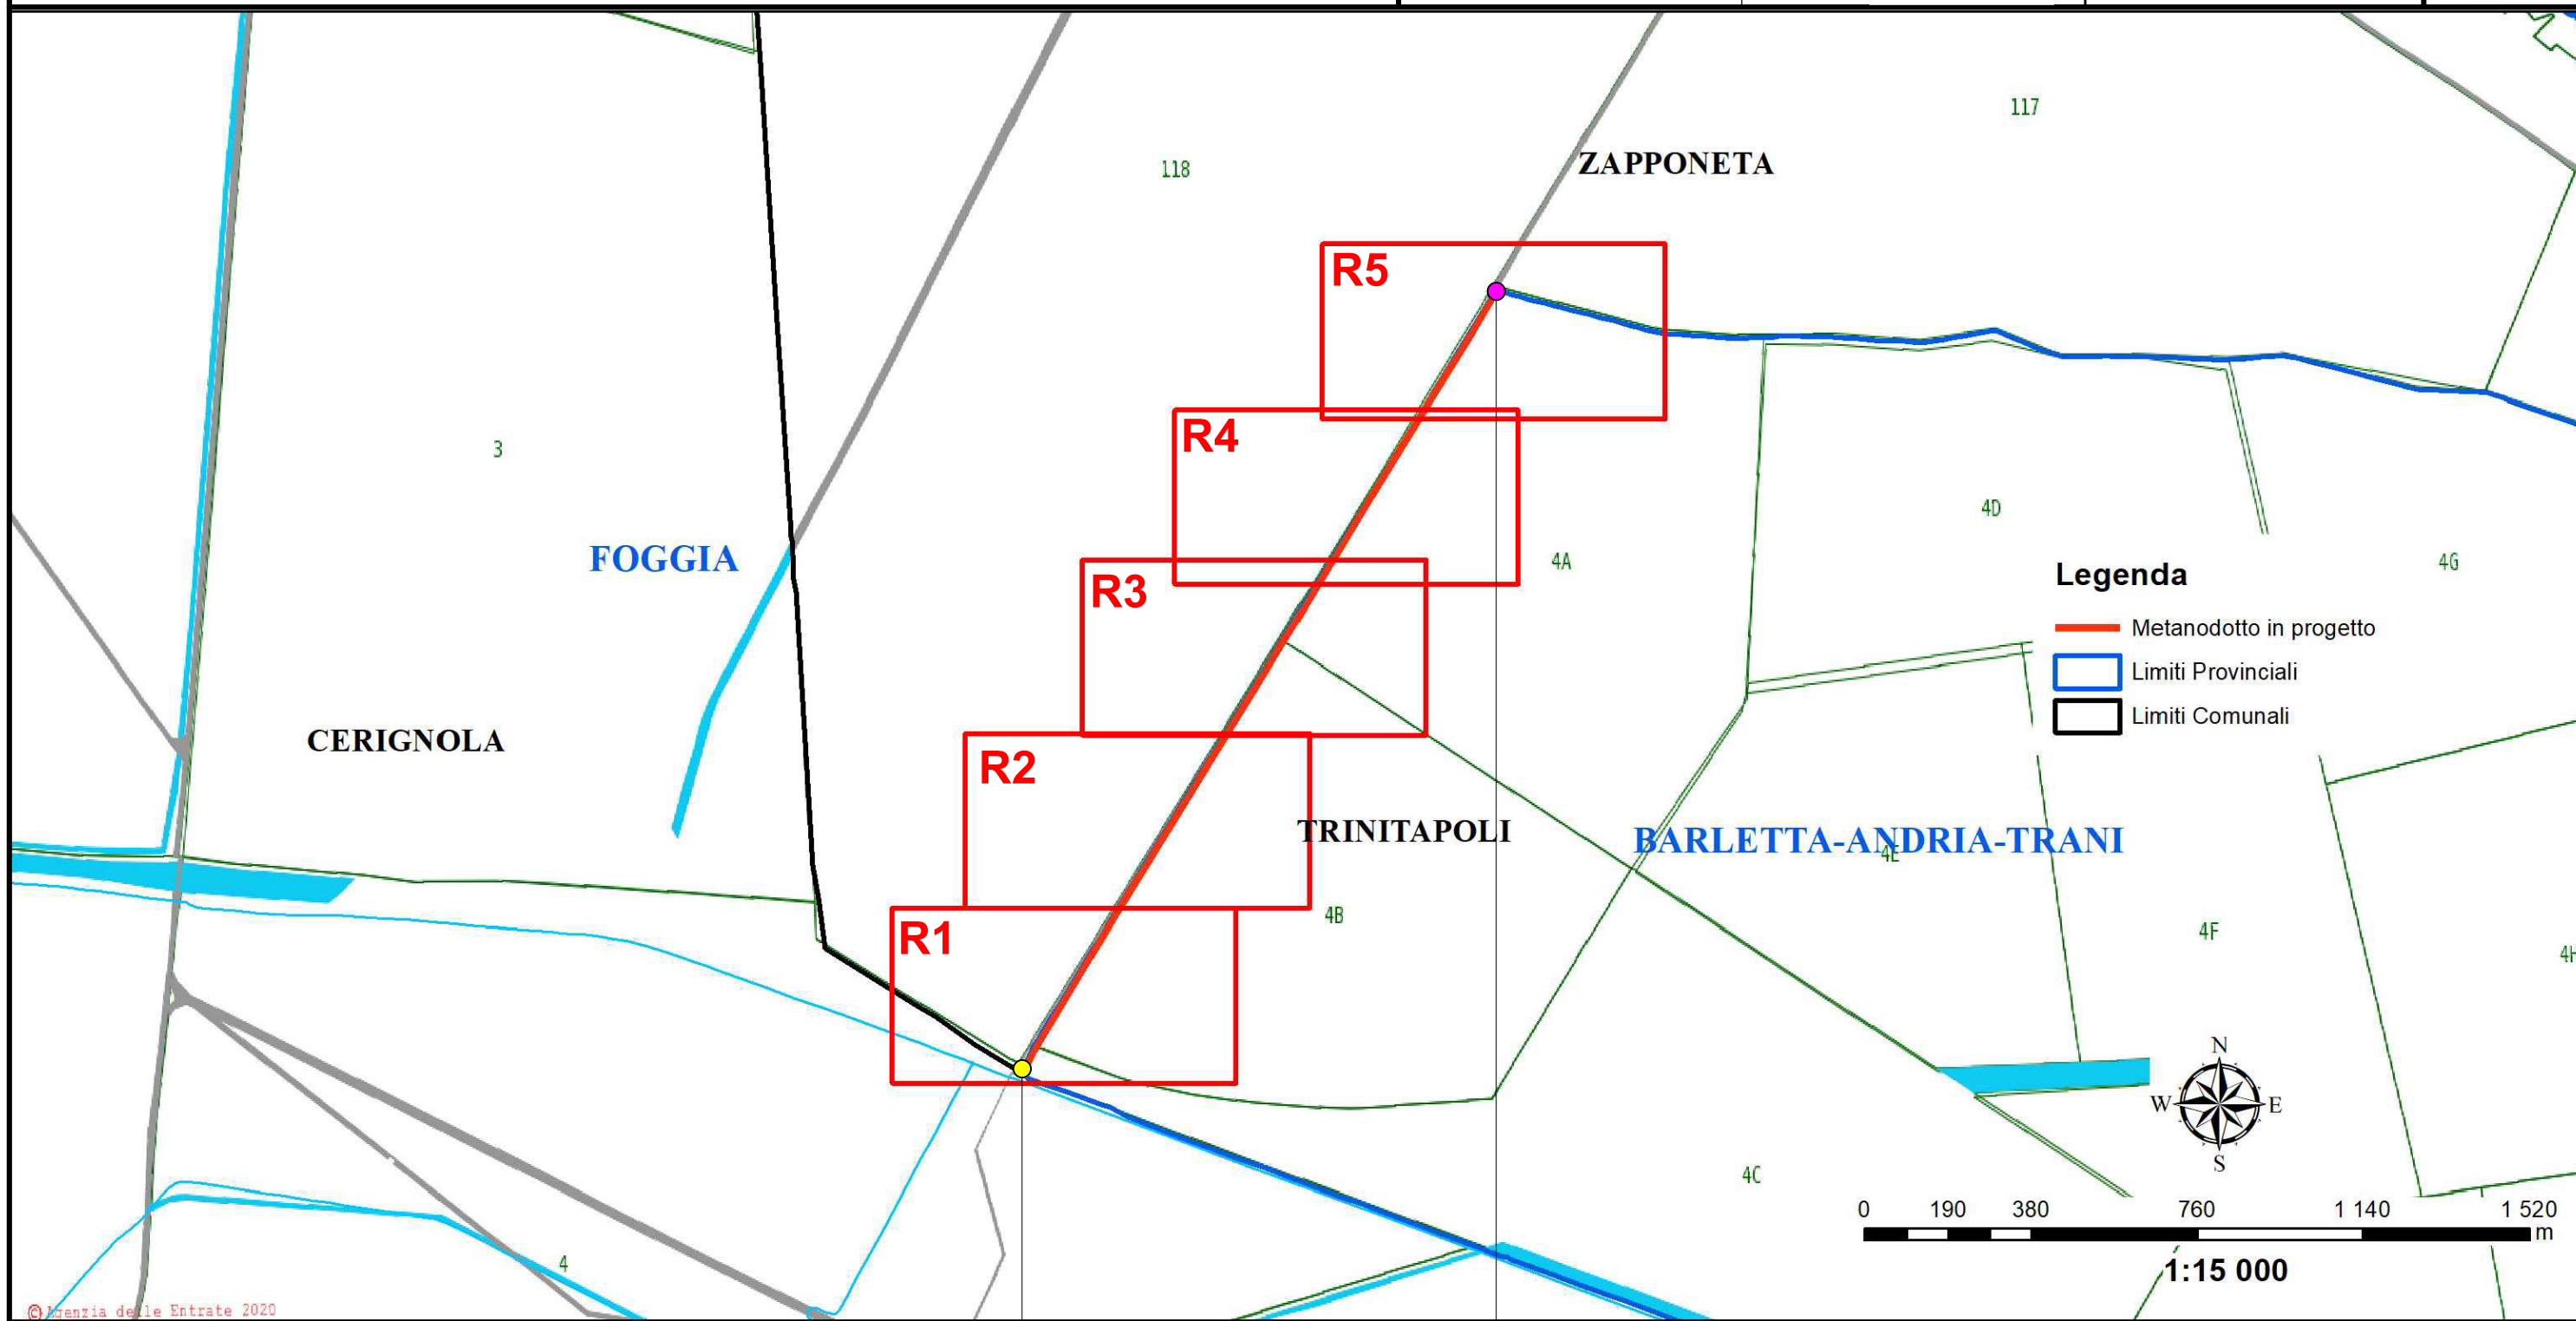 117
ZAPPONETA
118
R5
R4
3
4D
FOGGIA
4A
4G
Legenda
R3
Metanodotto in progetto
Limiti Provinciali
Limiti Comunali
CERIGNOLA
R2
TRINITAPOLI
BARLETTA-ANDRIA-TRANI
4E
4B
4F
R1
N
W E
S
4C
0 190 380 760 1 140 1 520
m
4
1:15 000
© Agenzia delle Entrate 2020